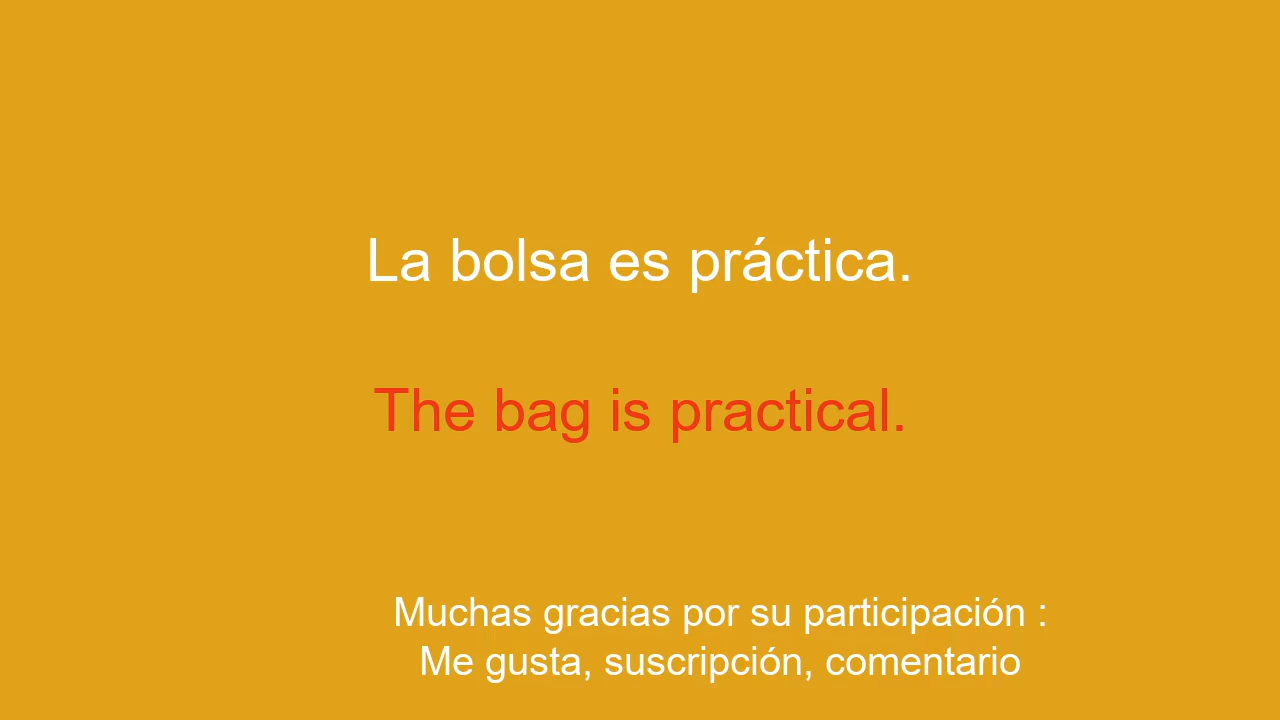 La bolsa es práctica.
The bag is practical.
Muchas gracias por su participación :
Me gusta, suscripción, comentario